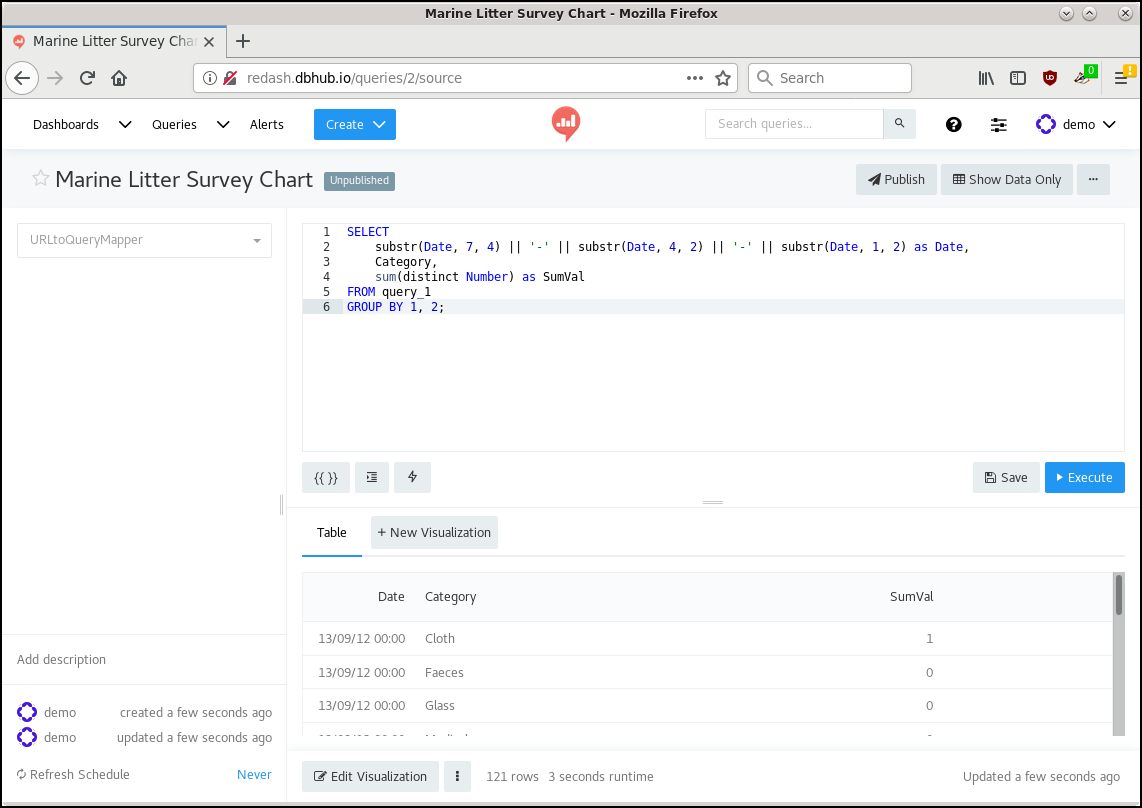 Marine Litter Survey Chart - Mozilla Firefox
Marine Litter Survey Cha
redash.dbhub.io/queries/2/source
Search
0
Dashboards
Queries
Alerts
Create
Search queries...
demo
Marine Litter Survey Chart
Unpublished
Publish
Show Data Only
URLtoQueryMapper
1 SELECT
2 substr(Date, 7, 4) || '-' || substr(Date, 4, 2) || '-' || substr(Date, 1, 2) as Date,
3 Category,
4 sum(distinct Number) as SumVal
5 FROM query_1
6 GROUP BY 1, 2;
{{ }}
Save
Execute
Table
+ New Visualization
Date Category SumVal
13/09/12 00:00 Cloth 1
13/09/12 00:00 Faeces 0
13/09/12 00:00 Glass 0
Add description
demo created a few seconds ago
demo updated a few seconds ago
Refresh Schedule Never
Edit Visualization
121 rows 3 seconds runtime
Updated a few seconds ago